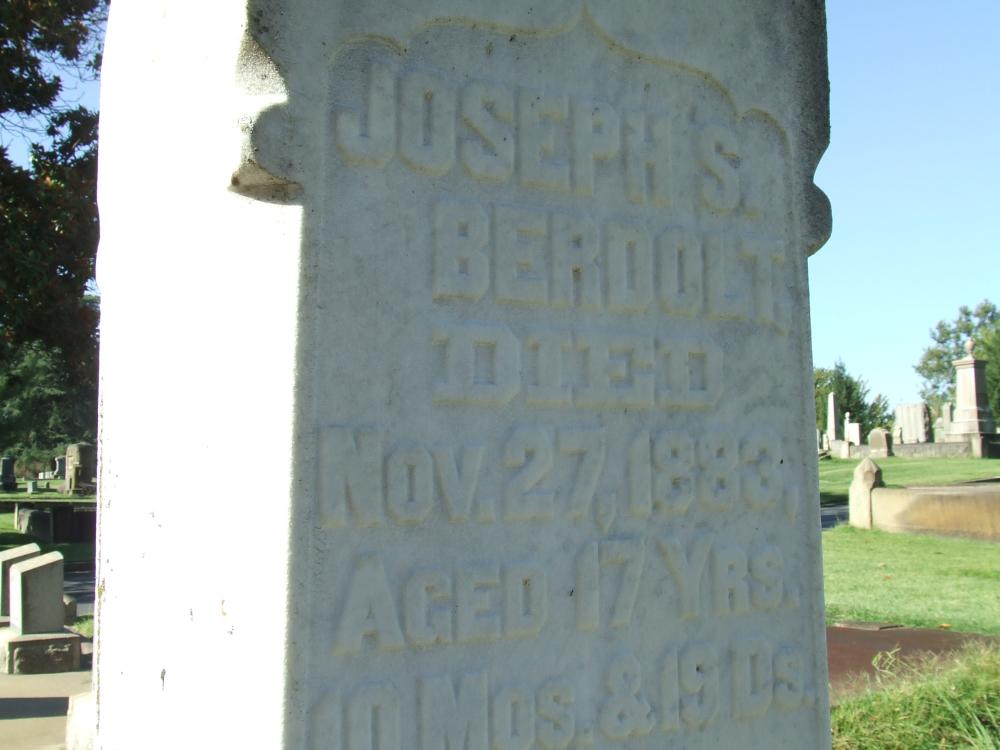 JOSEPH S.
BERDOLT.
DIED
NOV. 27, 1883,
AGED 17 YRS.
10 MOS. & 19 DS.